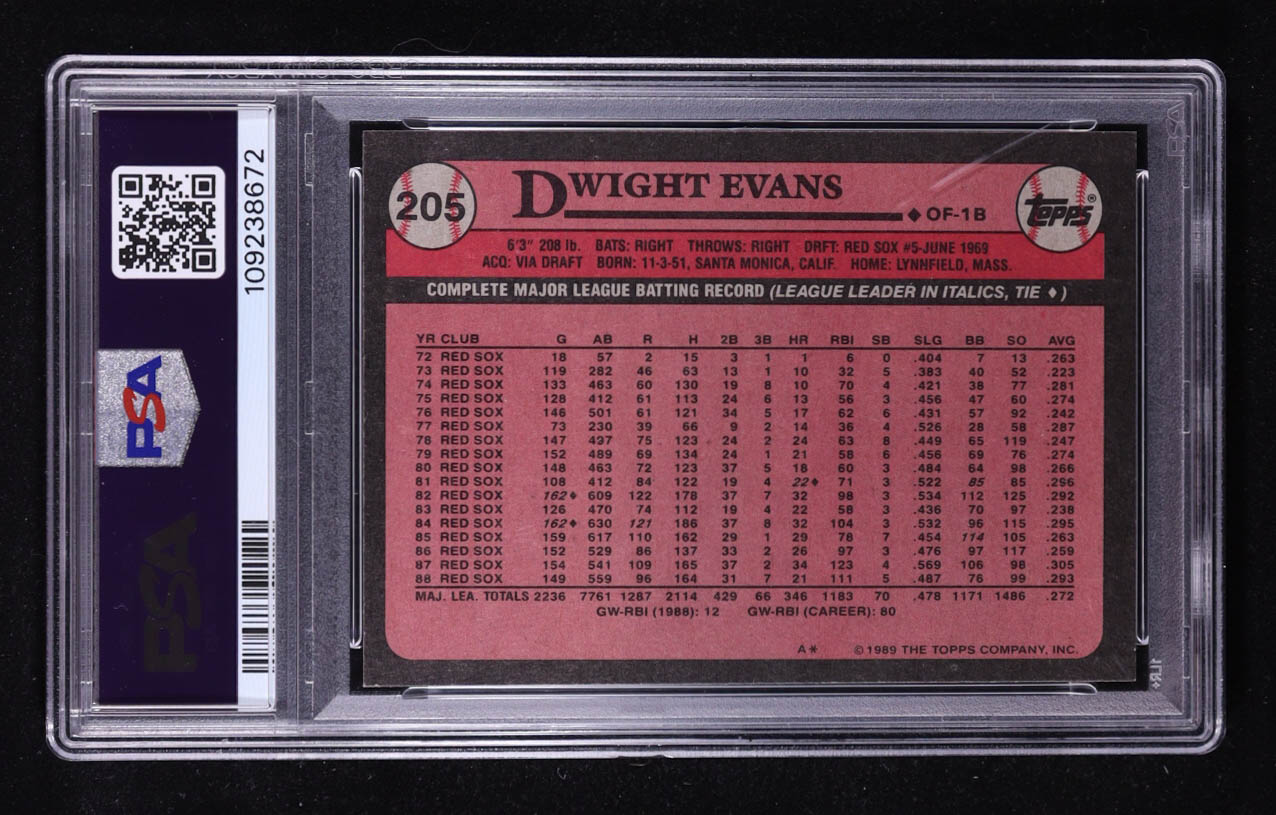 109238672
PSA
PSA
205
DWIGHT EVANS
♦ OF-1B
TOPPS®
6'3" 208 lb. BATS: RIGHT THROWS: RIGHT DRFT: RED SOX #5-JUNE 1969
ACQ: VIA DRAFT BORN: 11-3-51, SANTA MONICA, CALIF. HOME: LYNNFIELD, MASS.
COMPLETE MAJOR LEAGUE BATTING RECORD (LEAGUE LEADER IN ITALICS, TIE ♦)
YR CLUB G AB R H 2B 3B HR RBI SB SLG BB SO AVG
72 RED SOX 18 57 2 15 3 1 1 6 0 .404 7 13 .263
73 RED SOX 119 282 46 63 13 1 10 32 5 .383 40 52 .223
74 RED SOX 133 463 60 130 19 8 10 70 4 .421 38 77 .281
75 RED SOX 128 412 61 113 24 6 13 56 3 .456 47 60 .274
76 RED SOX 146 501 61 121 34 5 17 62 6 .431 57 92 .242
77 RED SOX 73 230 39 66 9 2 14 36 4 .526 28 58 .287
78 RED SOX 147 497 75 123 24 2 24 63 8 .449 65 119 .247
79 RED SOX 152 489 69 134 24 1 21 58 6 .456 69 76 .274
80 RED SOX 148 463 72 123 37 5 18 60 3 .484 64 98 .266
81 RED SOX 108 412 84 122 19 4 22♦ 71 3 .522 85 85 .296
82 RED SOX 162♦ 609 122 178 37 7 32 98 3 .534 112 125 .292
83 RED SOX 126 470 74 112 19 4 22 58 3 .436 70 97 .238
84 RED SOX 162♦ 630 121 186 37 8 32 104 3 .532 96 115 .295
85 RED SOX 159 617 110 162 29 1 29 78 7 .454 114 105 .263
86 RED SOX 152 529 86 137 33 2 26 97 3 .476 97 117 .259
87 RED SOX 154 541 109 165 37 2 34 123 4 .569 106 98 .305
88 RED SOX 149 559 96 164 31 7 21 111 5 .487 76 99 .293
MAJ. LEA. TOTALS 2236 7761 1287 2114 429 66 346 1183 70 .478 1171 1486 .272
GW-RBI (1988): 12 GW-RBI (CAREER): 80
A* © 1989 THE TOPPS COMPANY, INC.
PSA
1LR+